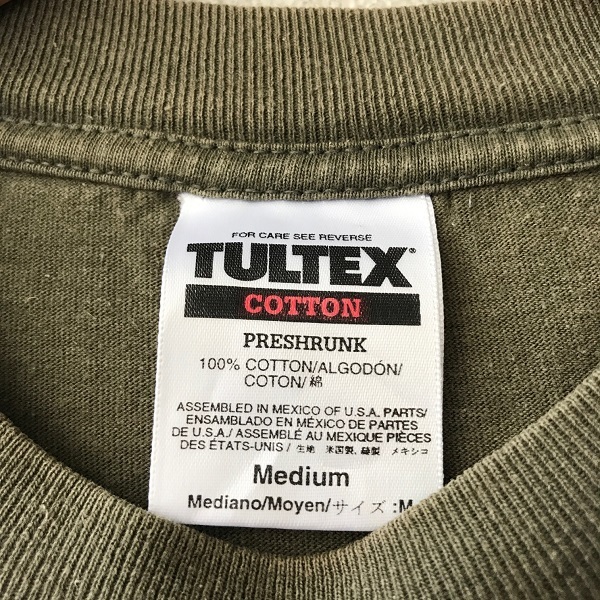 FOR CARE SEE REVERSE
TULTEX®
COTTON
PRESHRUNK
100% COTTON/ALGODÓN/
COTON/綿
ASSEMBLED IN MEXICO OF U.S.A. PARTS/
ENSAMBLADO EN MÉXICO DE PARTES
DE U.S.A./ ASSEMBLÉ AU MEXIQUE PIÈCES
DES ÉTATS-UNIS / 生地 米国製, 縫製 メキシコ
Medium
Mediano/Moyen/サイズ :M